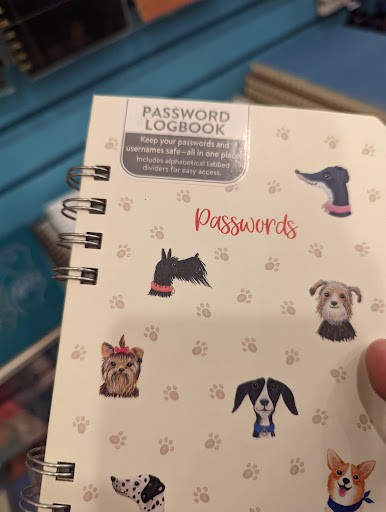 PASSWORD
LOGBOOK
Keep your passwords and
usernames safe—all in one place!
Includes alphabetical tabbed
dividers for easy access.
Passwords